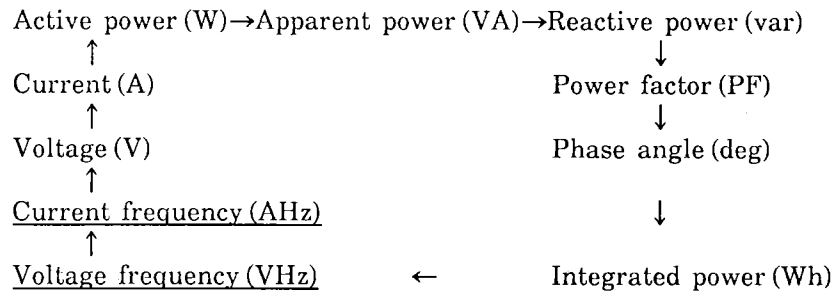 Active power (W)→Apparent power (VA)→Reactive power (var)
↑ ↓
Current (A) Power factor (PF)
↑ ↓
Voltage (V) Phase angle (deg)
↑
Current frequency (AHz) ↓
↑
Voltage frequency (VHz) ← Integrated power (Wh)